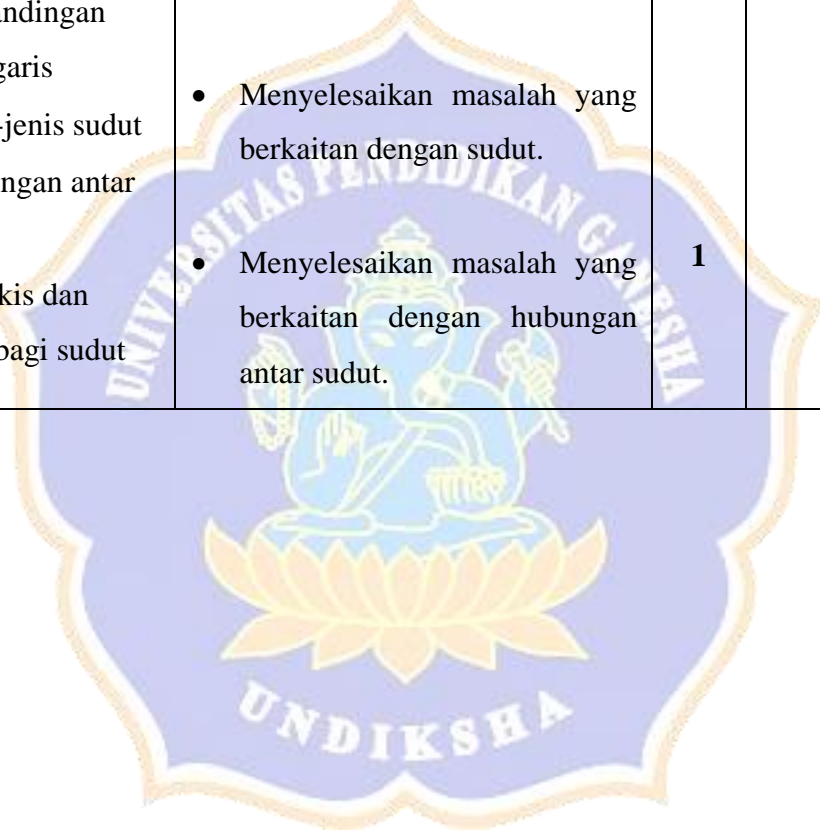 andingan
garis
-jenis sudut
ngan antar
kis dan
bagi sudut
• Menyelesaikan masalah yang
berkaitan dengan sudut.
• Menyelesaikan masalah yang
berkaitan dengan hubungan
antar sudut.
1
UNIVERSITAS PENDIDIKAN GANESHA
UNDIKSHA